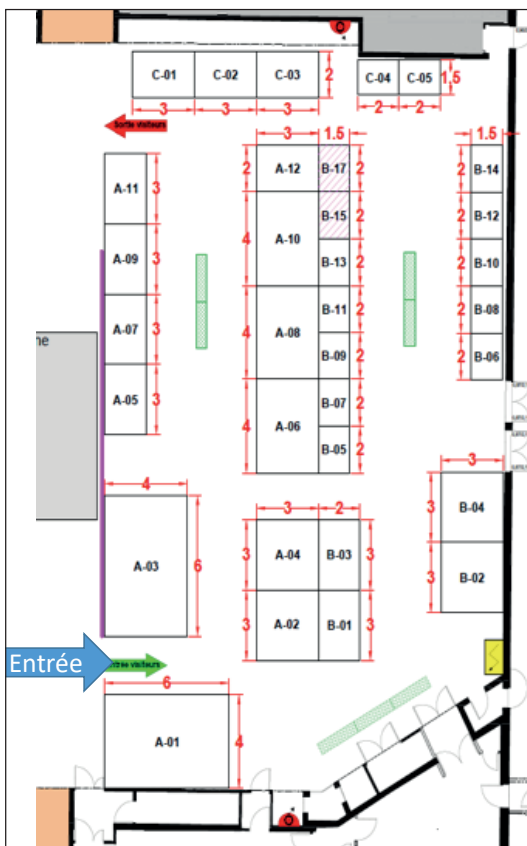 C-01 C-02 C-03 2 C-04 C-05 1,5
3 3 3 2 2
Sortie visiteurs
3 1.5 1.5
A-11 3 2 A-12 B-17 2 2 B-14
B-15 2 2 B-12
A-09 3 4 A-10
B-13 2 2 B-10
A-07 3 B-11 2 2 B-08
4 A-08
B-09 2 2 B-06
A-05 3
B-07 2
4 A-06
B-05 2
3
4 3 B-04
3 2
A-03 6 3 A-04 B-03 3
3 B-02
3 A-02 B-01 3
Entrée
6
A-01 4